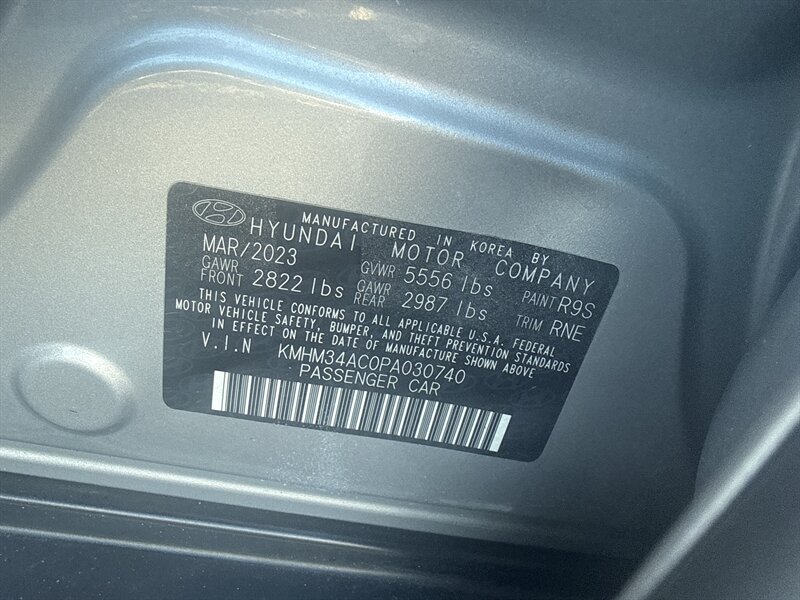 MANUFACTURED IN KOREA BY
HYUNDAI MOTOR COMPANY
MAR/2023 GVWR 5556 lbs PAINT R9S
GAWR FRONT 2822 lbs GAWR REAR 2987 lbs TRIM RNE
THIS VEHICLE CONFORMS TO ALL APPLICABLE U.S.A. FEDERAL
MOTOR VEHICLE SAFETY, BUMPER, AND THEFT PREVENTION STANDARDS
IN EFFECT ON THE DATE OF MANUFACTURE SHOWN ABOVE
V.I.N KMHM34AC0PA030740
PASSENGER CAR